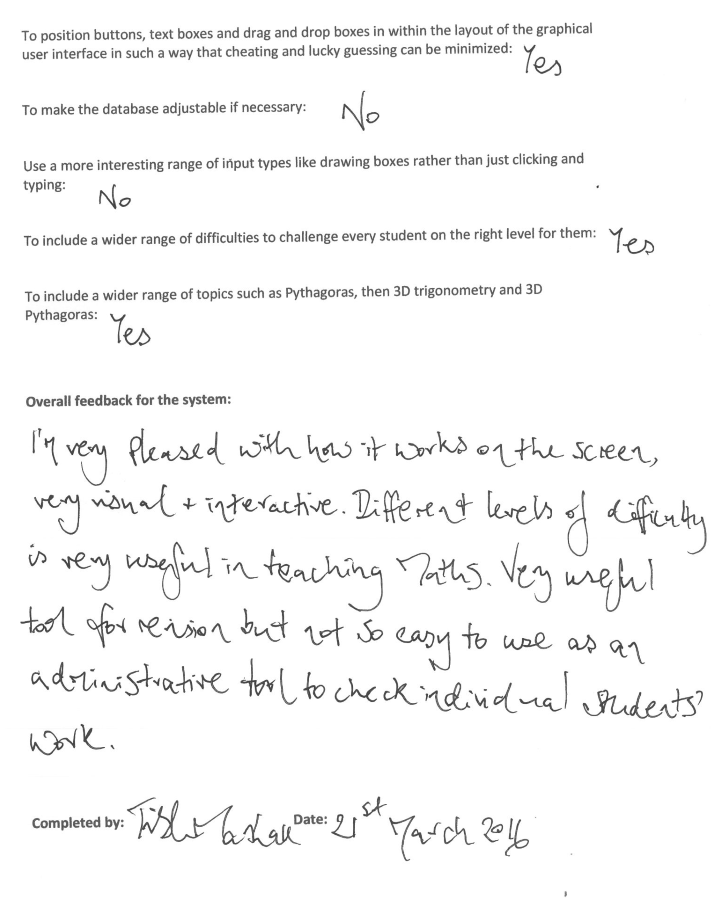 To position buttons, text boxes and drag and drop boxes in within the layout of the graphical
user interface in such a way that cheating and lucky guessing can be minimized: Yes
To make the database adjustable if necessary: No
Use a more interesting range of input types like drawing boxes rather than just clicking and
typing: No
To include a wider range of difficulties to challenge every student on the right level for them: Yes
To include a wider range of topics such as Pythagoras, then 3D trigonometry and 3D
Pythagoras: Yes
Overall feedback for the system:
I'm very pleased with how it works on the screen,
very visual + interactive. Different levels of difficulty
is very useful in teaching Maths. Very useful
tool for revision but not so easy to use as an
administrative tool to check individual students'
work.
Completed by: Date: 21st March 2016